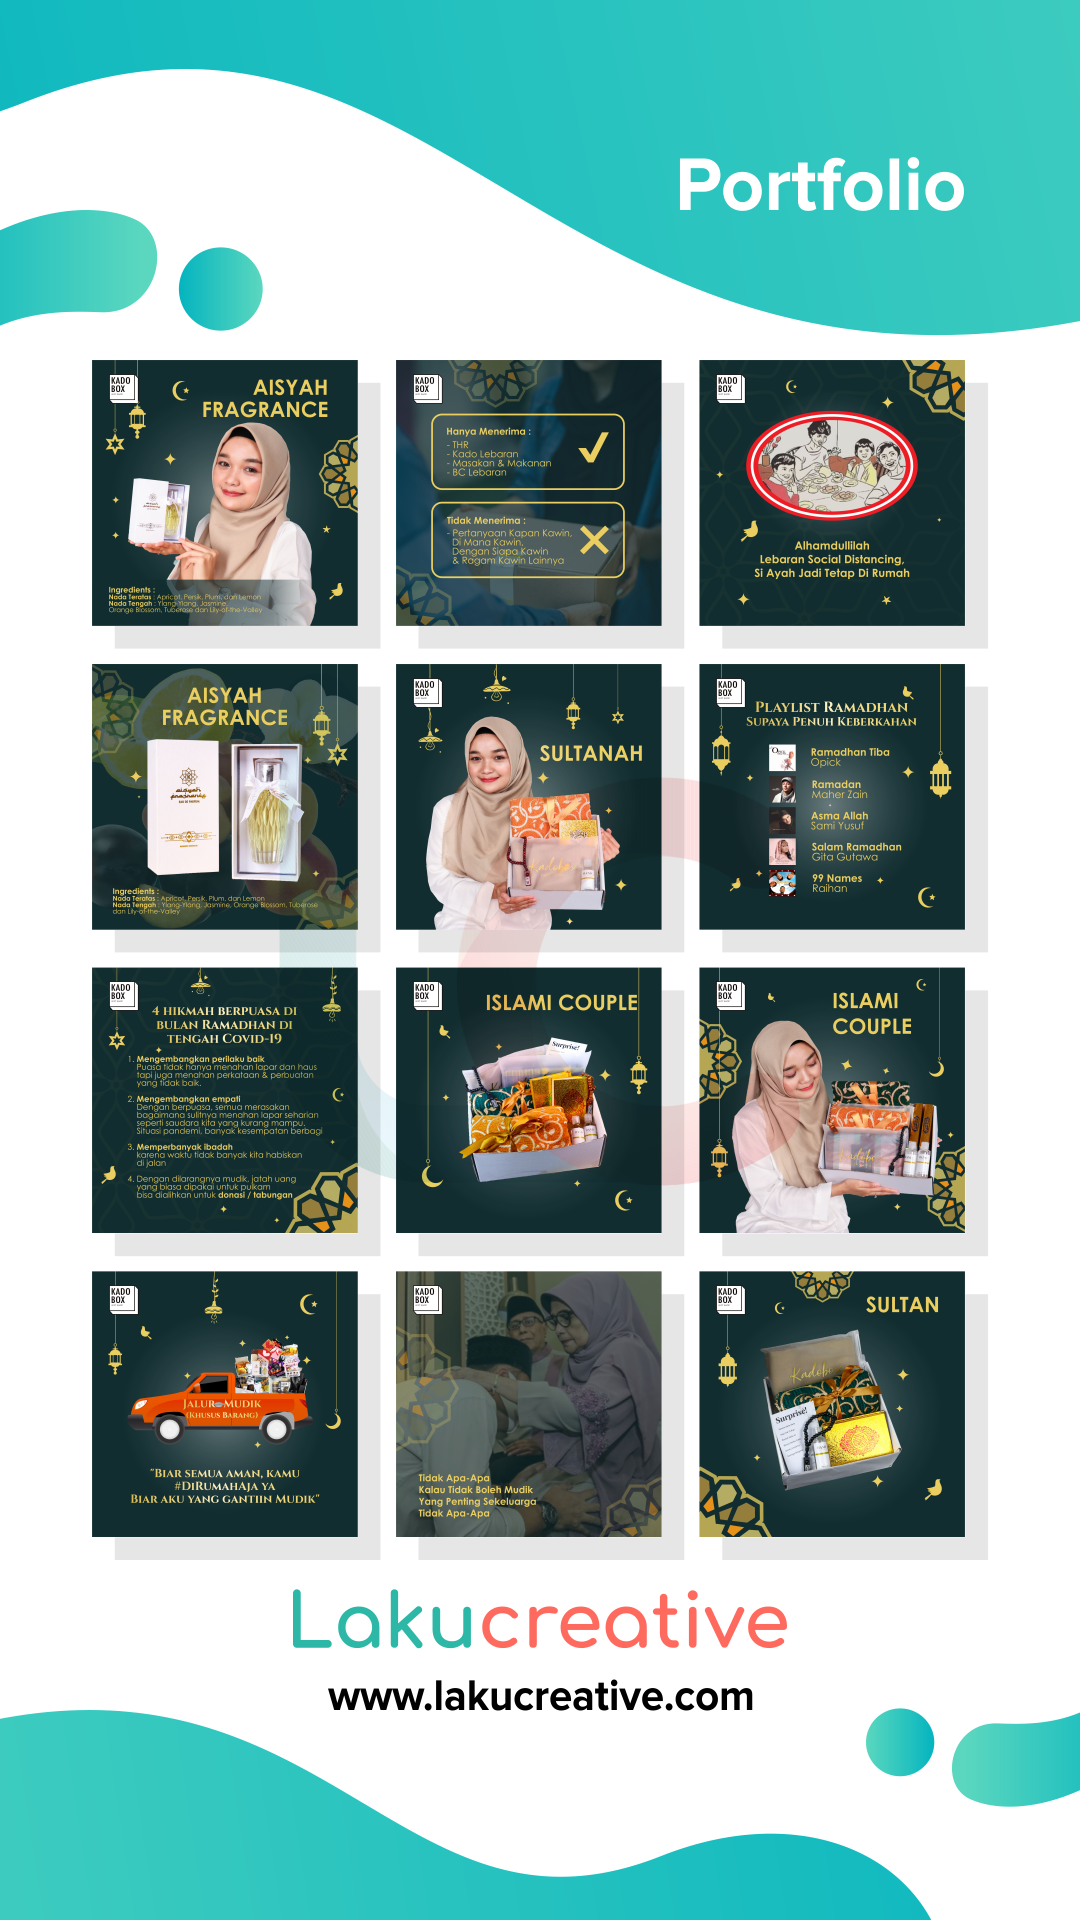 Portfolio
KADO
BOX
AISYAH
FRAGRANCE
Ingredients :
Nada Teratas : Apricot, Persik, Plum, dan Lemon
Nada Tengah : Ylang-Ylang, Jasmine,
Orange Blossom, Tuberose dan Lily-of-the-Valley
KADO
BOX
Hanya Menerima :
- THR
- Kado Lebaran
- Masakan & Makanan
- BC Lebaran
Tidak Menerima :
- Pertanyaan Kapan Kawin,
Di Mana Kawin,
Dengan Siapa Kawin
& Ragam Kawin Lainnya
KADO
BOX
Alhamdullilah
Lebaran Social Distancing,
Si Ayah Jadi Tetap Di Rumah
AISYAH
FRAGRANCE
aisyah
fragrance
Ingredients :
Nada Teratas : Apricot, Persik, Plum, dan Lemon
Nada Tengah : Ylang-Ylang, Jasmine, Orange Blossom, Tuberose
dan Lily-of-the-Valley
KADO
BOX
SULTANAH
KADO
BOX
Playlist Ramadhan
Supaya Penuh Keberkahan
Ramadhan Tiba
Opick
Ramadan
Maher Zain
Asma Allah
Sami Yusuf
Salam Ramadhan
Gita Gutawa
99 Names
Raihan
KADO
BOX
4 Hikmah Berpuasa di
Bulan Ramadhan di
Tengah Covid-19
1. Mengembangkan perilaku baik
Puasa tidak hanya menahan lapar dan haus
tapi juga menahan perkataan & perbuatan
yang tidak baik.
2. Mengembangkan empati
Dengan berpuasa, semua merasakan
bagaimana sulitnya menahan lapar seharian
seperti saudara kita yang kurang mampu.
Situasi pandemi, banyak kesempatan berbagi
3. Memperbanyak ibadah
karena waktu tidak banyak kita habiskan
di jalan
4. Dengan dilarangnya mudik, jatah uang
yang biasa dipakai untuk pulkam
bisa dialihkan untuk donasi / tabungan
KADO
BOX
ISLAMI COUPLE
Surprise!
KADO
BOX
ISLAMI
COUPLE
KADO
BOX
Jalur Mudik
(Khusus Barang)
"Biar semua aman, kamu
#DiRumahAja ya
Biar aku yang gantiin mudik"
KADO
BOX
Tidak Apa-Apa
Kalau Tidak Boleh Mudik
Yang Penting Sekeluarga
Tidak Apa-Apa
KADO
BOX
SULTAN
Kadobi
Surprise!
Lakucreative
www.lakucreative.com